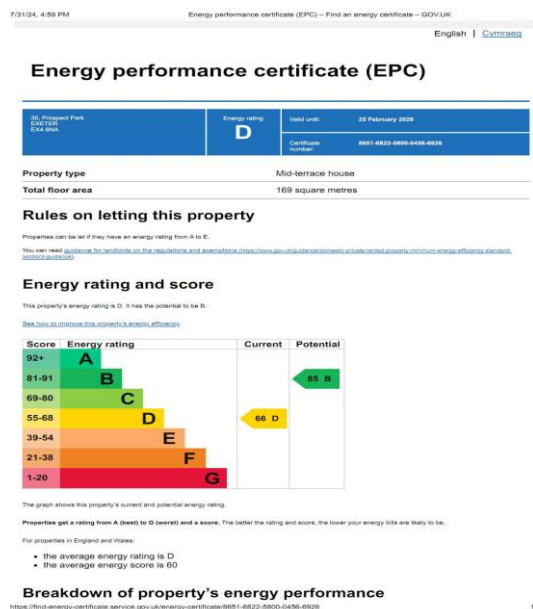 7/31/24, 4:59 PM
Energy performance certificate (EPC) – Find an energy certificate – GOV.UK
English | Cymraeg
Energy performance certificate (EPC)
35, Prospect Park
EXETER
EX4 6NA
Energy rating
D
Valid until:
25 February 2029
Certificate
number:
8651-6822-5800-0456-6926
Property type
Mid-terrace house
Total floor area
169 square metres
Rules on letting this property
Properties can be let if they have an energy rating from A to E.
You can read guidance for landlords on the regulations and exemptions (https://www.gov.uk/guidance/domestic-private-rented-property-minimum-energy-efficiency-standard-
landlord-guidance).
Energy rating and score
This property's energy rating is D. It has the potential to be B.
See how to improve this property's energy efficiency.
Score Energy rating Current Potential
92+ A
81-91 B 85 B
69-80 C
55-68 D 66 D
39-54 E
21-38 F
1-20 G
The graph shows this property's current and potential energy rating.
Properties get a rating from A (best) to G (worst) and a score. The better the rating and score, the lower your energy bills are likely to be.
For properties in England and Wales:
• the average energy rating is D
• the average energy score is 60
Breakdown of property's energy performance
https://find-energy-certificate.service.gov.uk/energy-certificate/8651-6822-5800-0456-6926